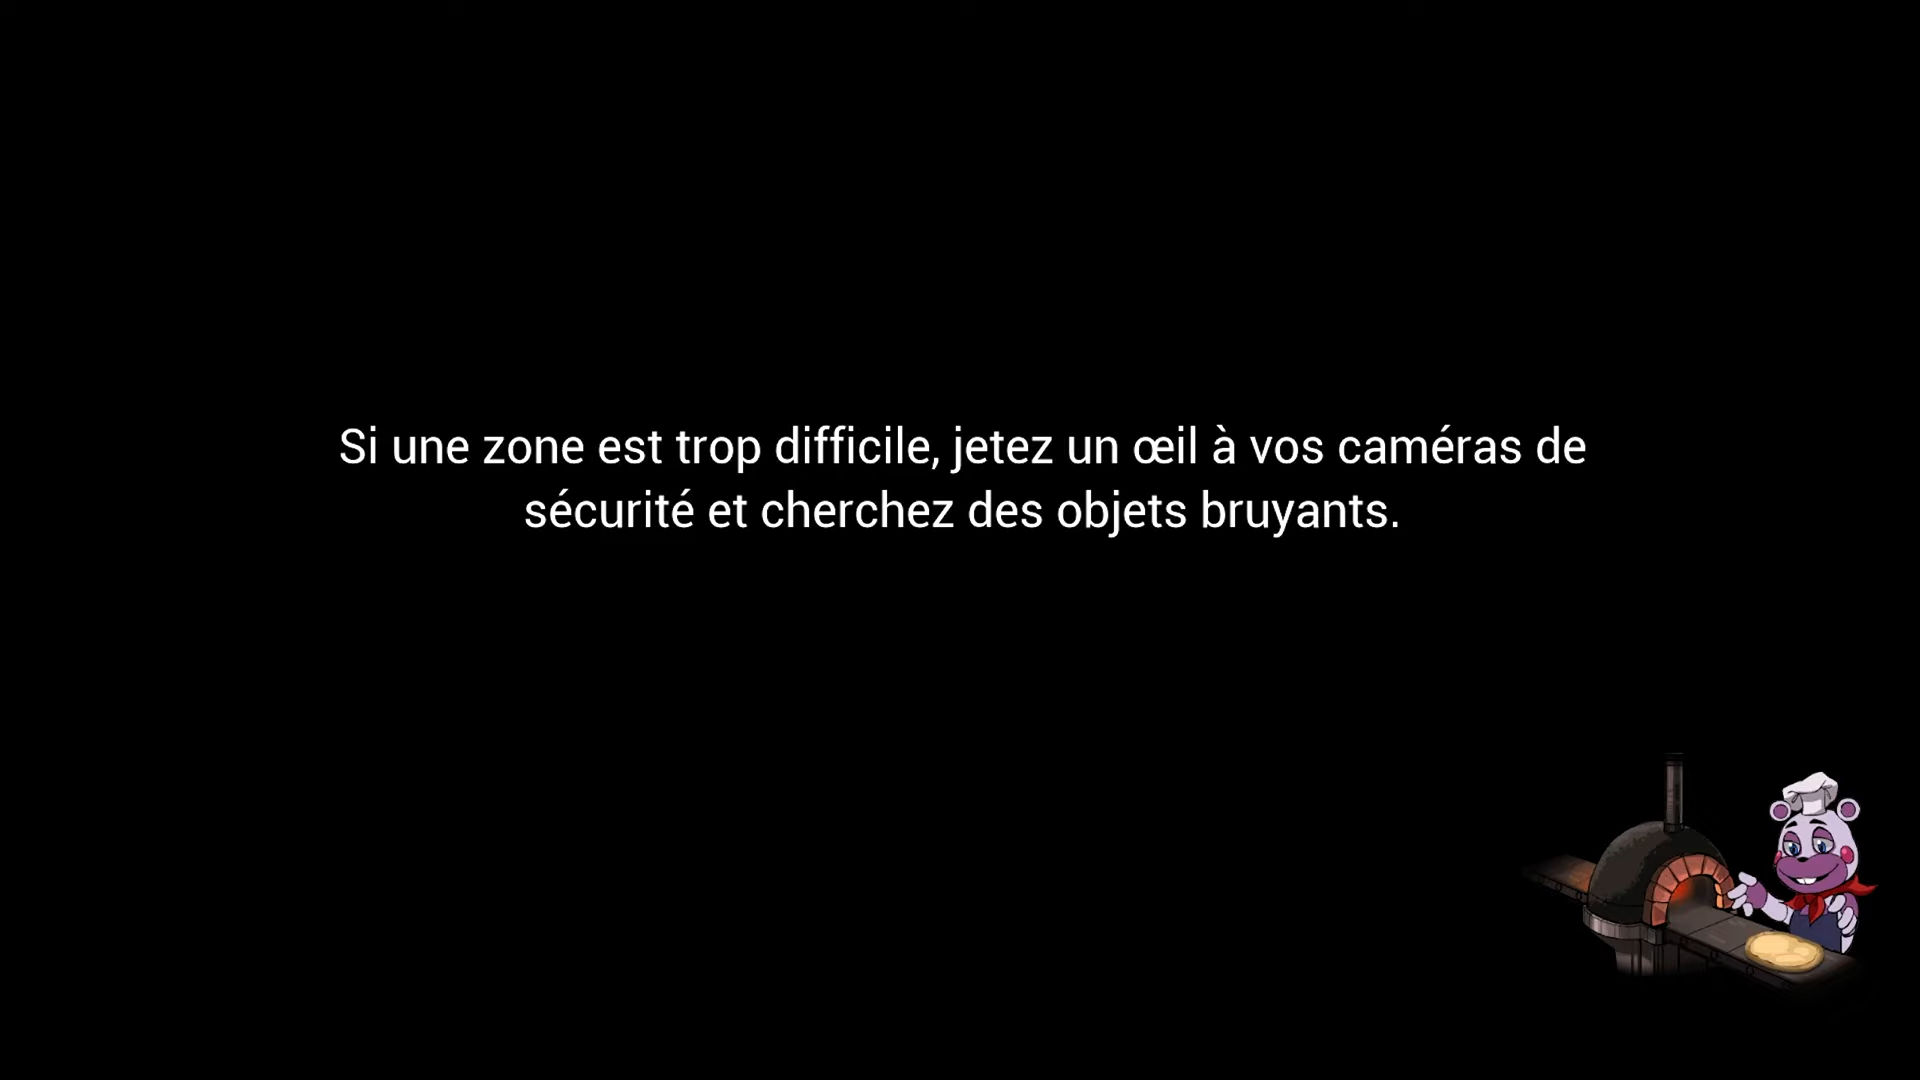 Si une zone est trop difficile, jetez un œil à vos caméras de
sécurité et cherchez des objets bruyants.